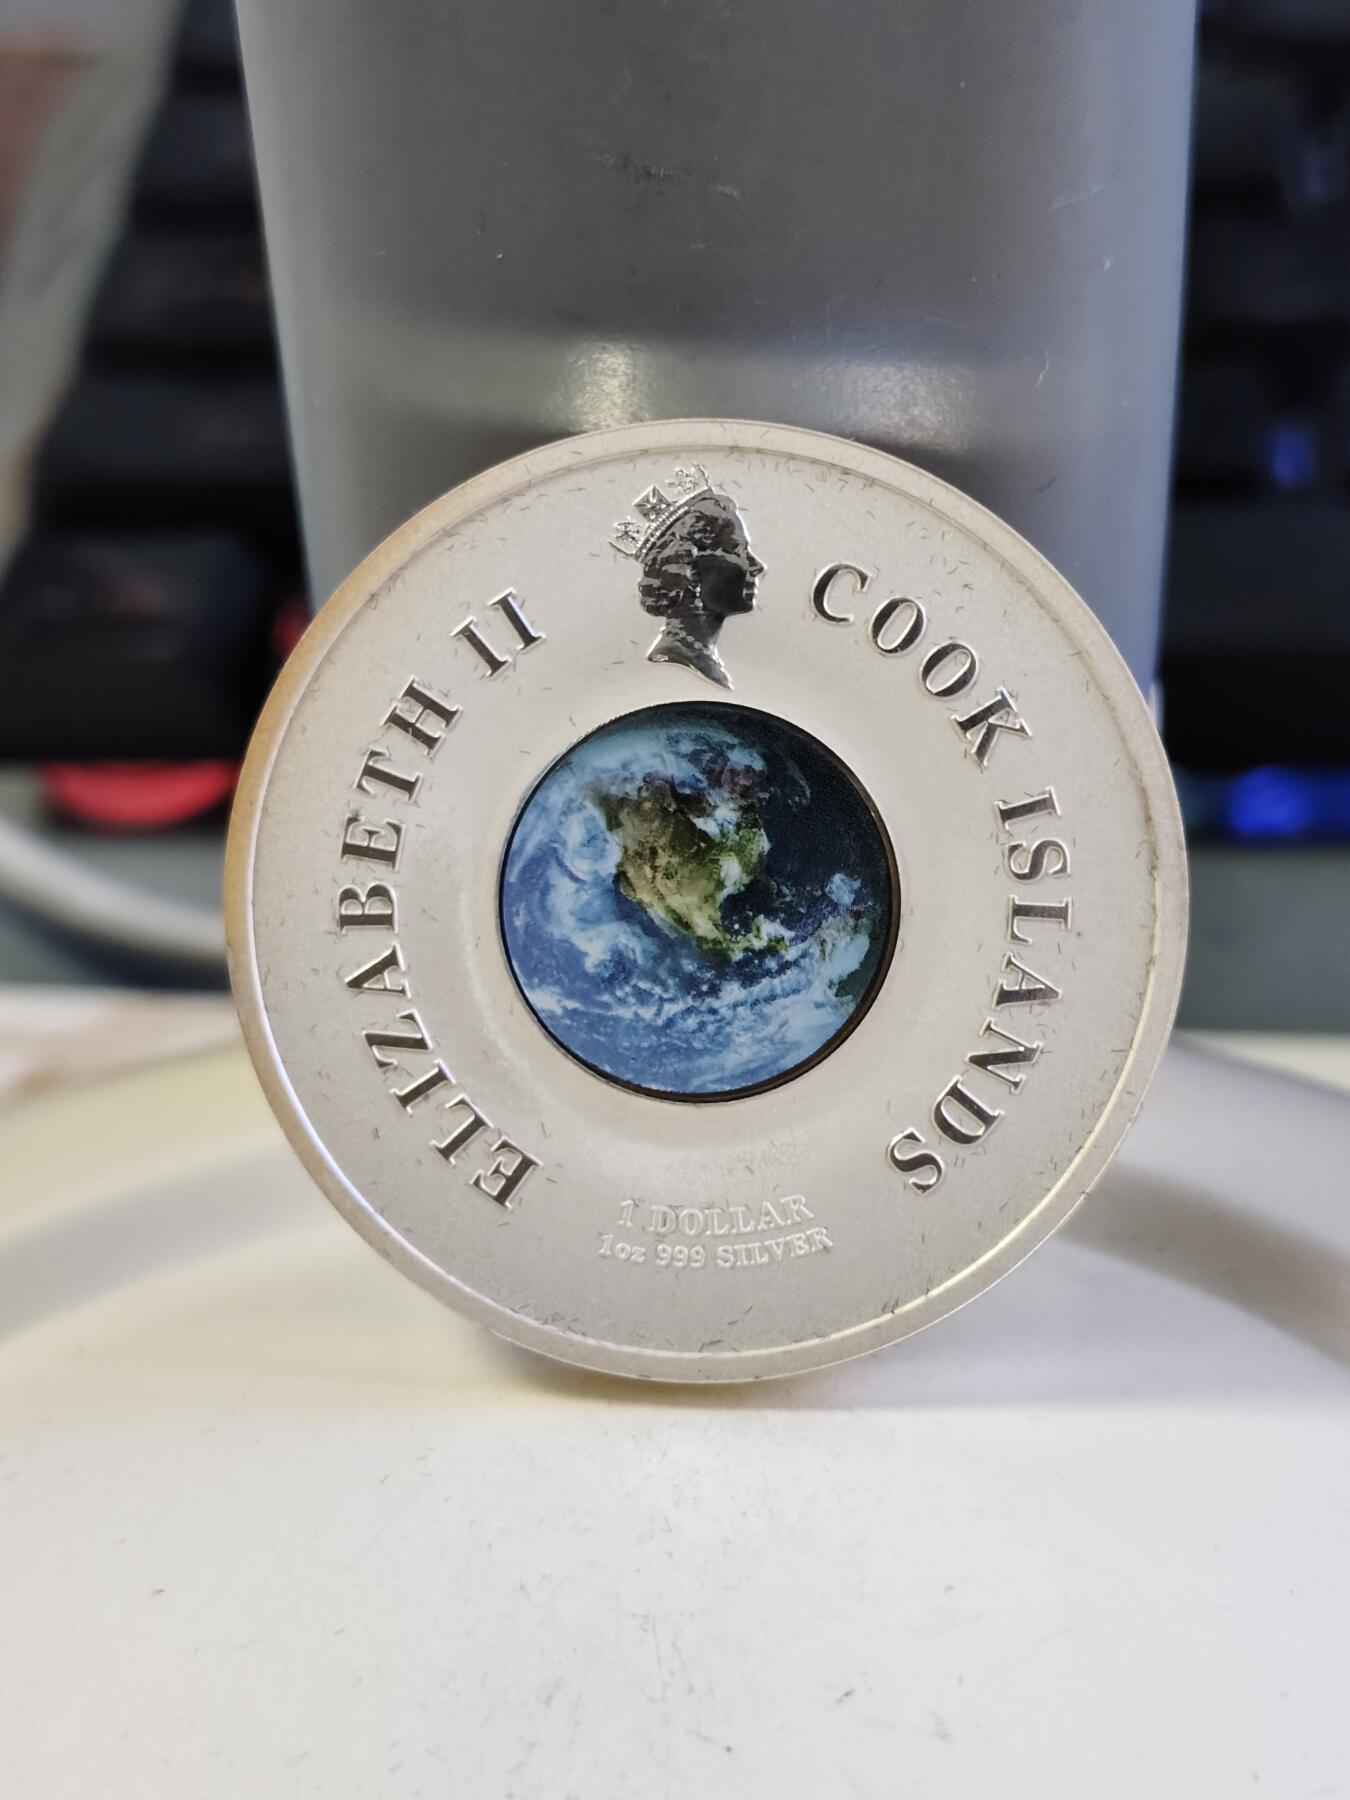 ELIZABETH II
COOK ISLANDS
1 DOLLAR
1oz 999 SILVER